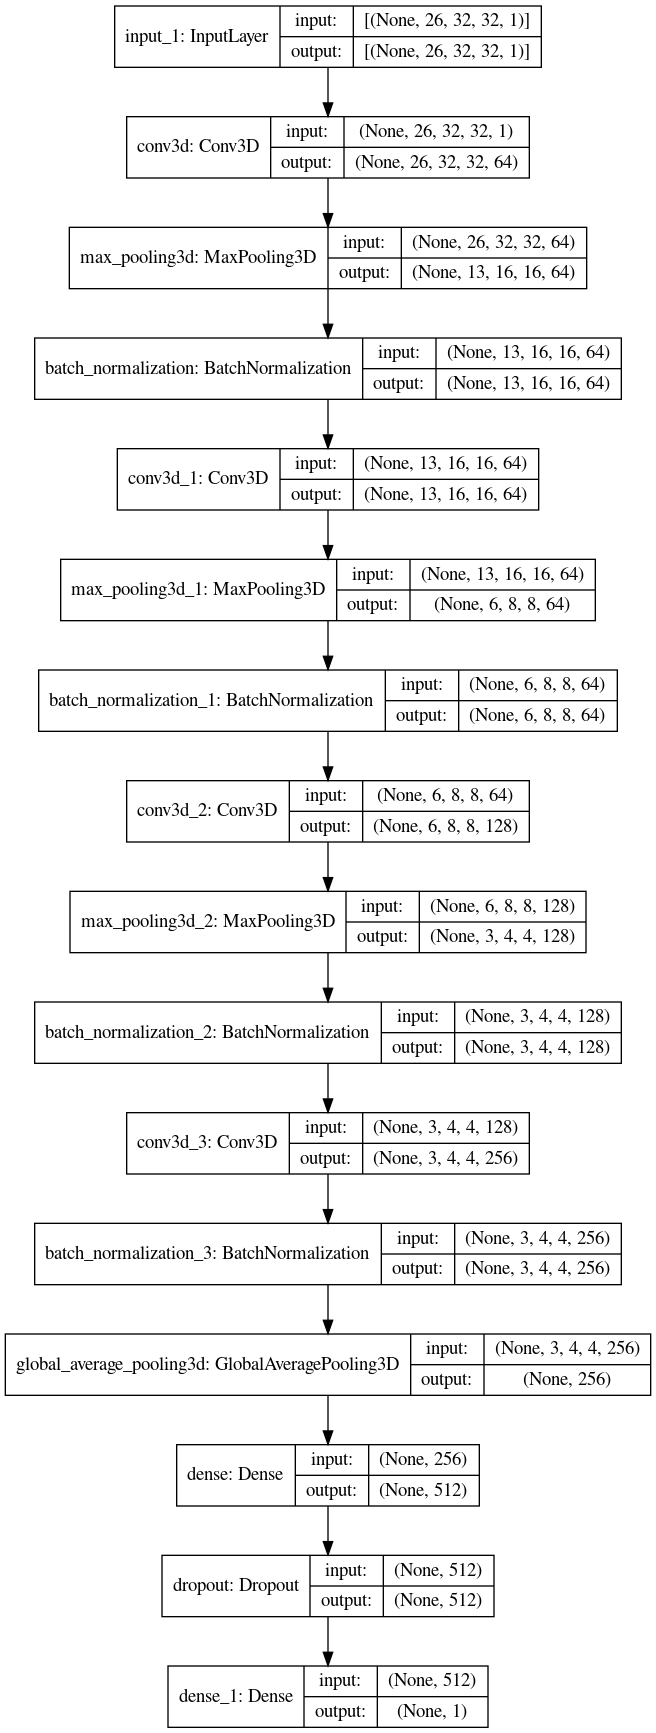 input_1: InputLayer
input: [(None, 26, 32, 32, 1)]
output: [(None, 26, 32, 32, 1)]
conv3d: Conv3D
input: (None, 26, 32, 32, 1)
output: (None, 26, 32, 32, 64)
max_pooling3d: MaxPooling3D
input: (None, 26, 32, 32, 64)
output: (None, 13, 16, 16, 64)
batch_normalization: BatchNormalization
input: (None, 13, 16, 16, 64)
output: (None, 13, 16, 16, 64)
conv3d_1: Conv3D
input: (None, 13, 16, 16, 64)
output: (None, 13, 16, 16, 64)
max_pooling3d_1: MaxPooling3D
input: (None, 13, 16, 16, 64)
output: (None, 6, 8, 8, 64)
batch_normalization_1: BatchNormalization
input: (None, 6, 8, 8, 64)
output: (None, 6, 8, 8, 64)
conv3d_2: Conv3D
input: (None, 6, 8, 8, 64)
output: (None, 6, 8, 8, 128)
max_pooling3d_2: MaxPooling3D
input: (None, 6, 8, 8, 128)
output: (None, 3, 4, 4, 128)
batch_normalization_2: BatchNormalization
input: (None, 3, 4, 4, 128)
output: (None, 3, 4, 4, 128)
conv3d_3: Conv3D
input: (None, 3, 4, 4, 128)
output: (None, 3, 4, 4, 256)
batch_normalization_3: BatchNormalization
input: (None, 3, 4, 4, 256)
output: (None, 3, 4, 4, 256)
global_average_pooling3d: GlobalAveragePooling3D
input: (None, 3, 4, 4, 256)
output: (None, 256)
dense: Dense
input: (None, 256)
output: (None, 512)
dropout: Dropout
input: (None, 512)
output: (None, 512)
dense_1: Dense
input: (None, 512)
output: (None, 1)